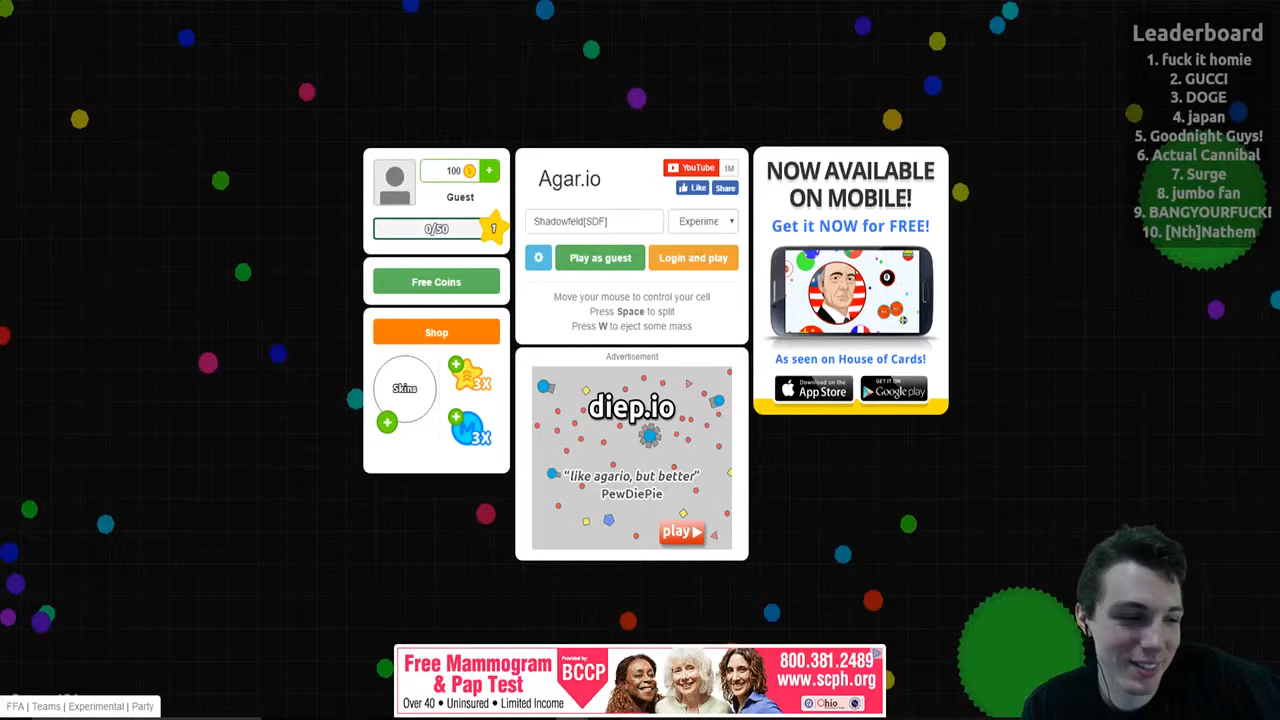 100
+
Guest
0/50
1
Free Coins
Shop
Skins
3X
M
3X
YouTube 1M
Like Share
Agar.io
Shadowfeld[SDF]
Experime
Play as guest
Login and play
Move your mouse to control your cell
Press Space to split
Press W to eject some mass
Advertisement
diep.io
"like agario, but better"
PewDiePie
play
NOW AVAILABLE
ON MOBILE!
Get it NOW for FREE!
As seen on House of Cards!
Download on the
App Store
GET IT ON
Google play
Leaderboard
1. fuck it homie
2. GUCCI
3. DOGE
4. japan
5. Goodnight Guys!
6. Actual Cannibal
7. Surge
8. jumbo fan
9. BANGYOURFUCKI
10. [Nth]Nathem
Free Mammogram
& Pap Test
Over 40 • Uninsured • Limited Income
Provided by:
BCCP
800.381.2489
www.scph.org
Ohio
FFA | Teams | Experimental | Party